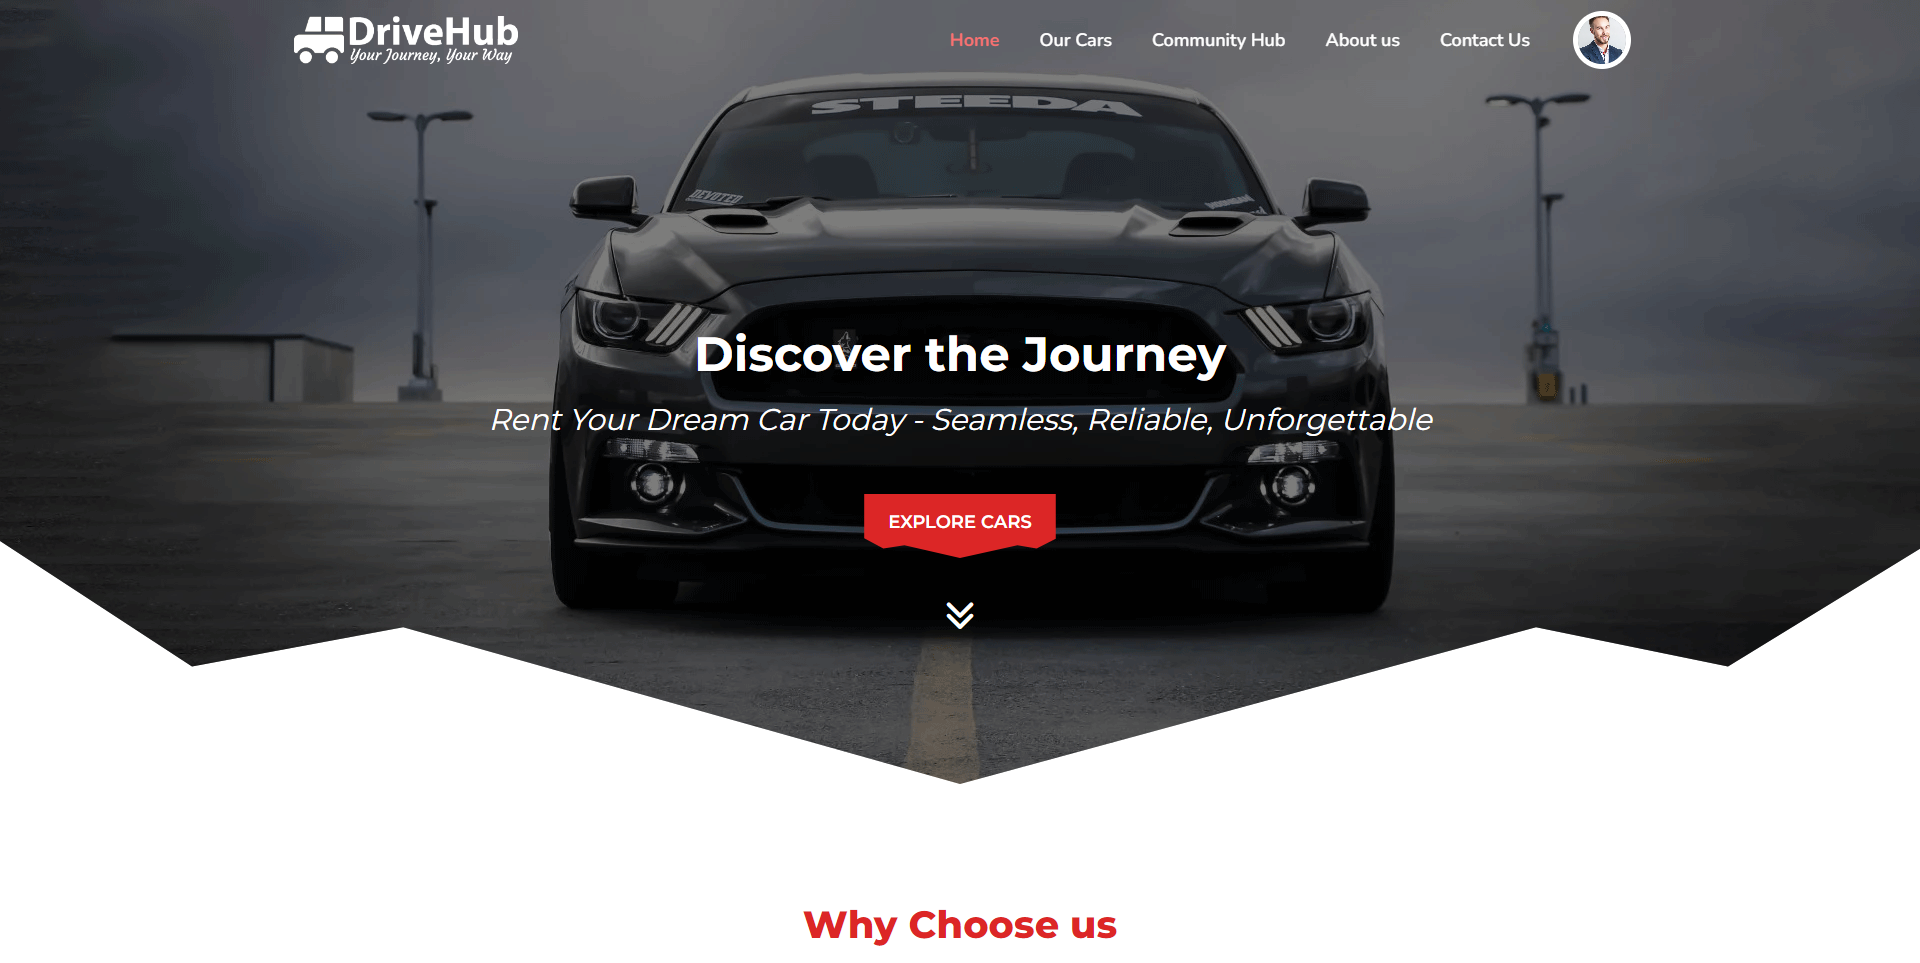 DriveHub
Your Journey, Your Way
Home
Our Cars
Community Hub
About us
Contact Us
STEEDA
DEVOTED
Discover the Journey
Rent Your Dream Car Today - Seamless, Reliable, Unforgettable
EXPLORE CARS
Why Choose us